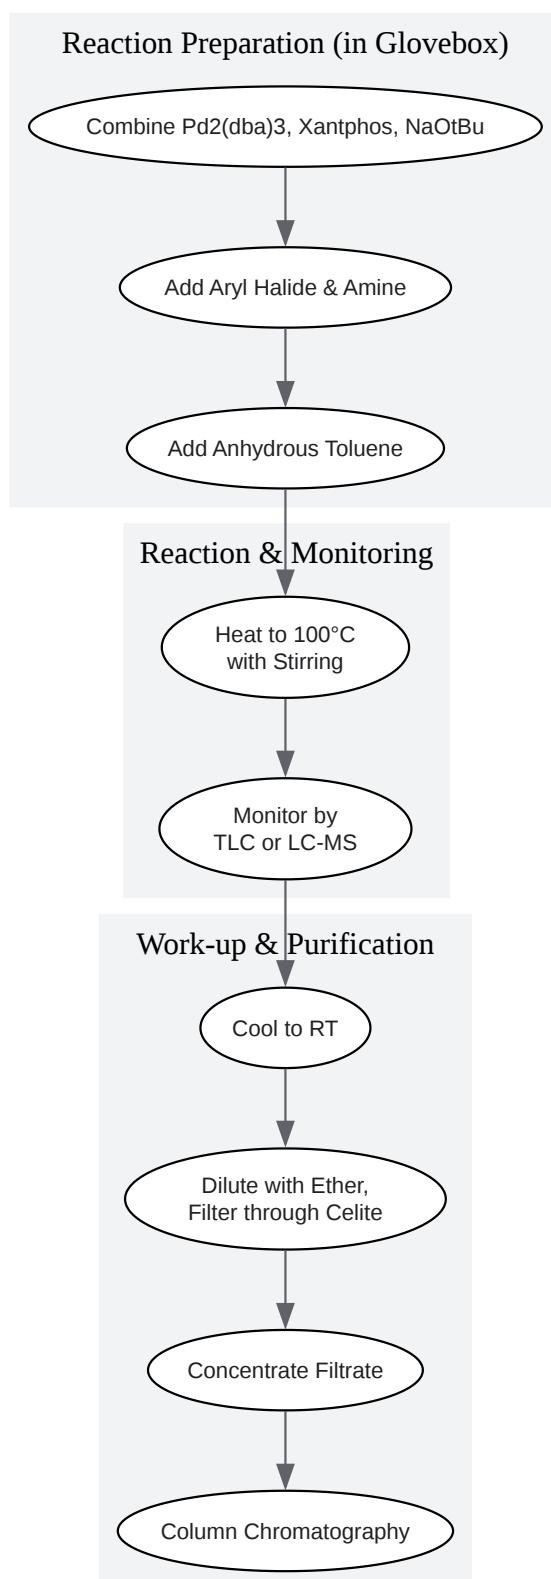 Reaction Preparation (in Glovebox)
Combine Pd2(dba)3, Xantphos, NaOtBu
Add Aryl Halide & Amine
Add Anhydrous Toluene
Reaction & Monitoring
Heat to 100°C
with Stirring
Monitor by
TLC or LC-MS
Work-up & Purification
Cool to RT
Dilute with Ether,
Filter through Celite
Concentrate Filtrate
Column Chromatography